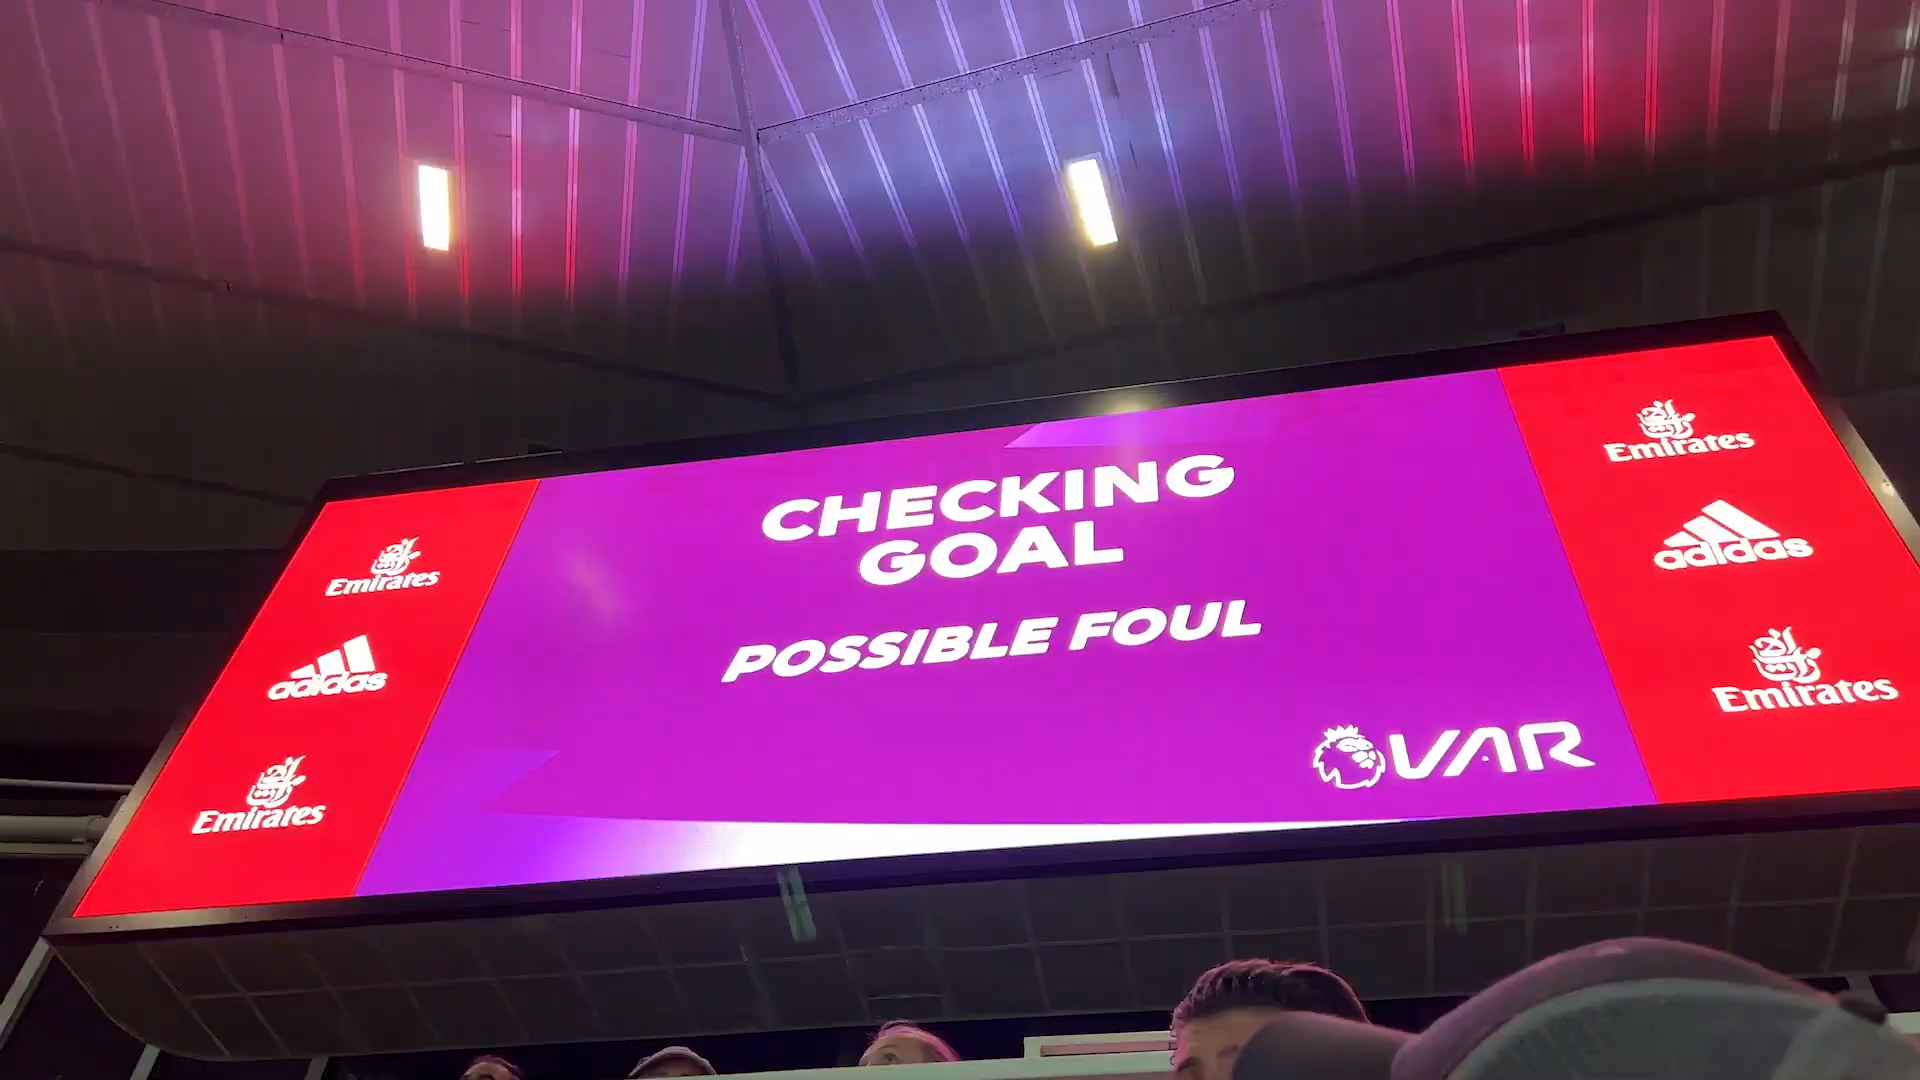 CHECKING
GOAL
POSSIBLE FOUL
VAR
Emirates
adidas
Emirates
Emirates
adidas
Emirates